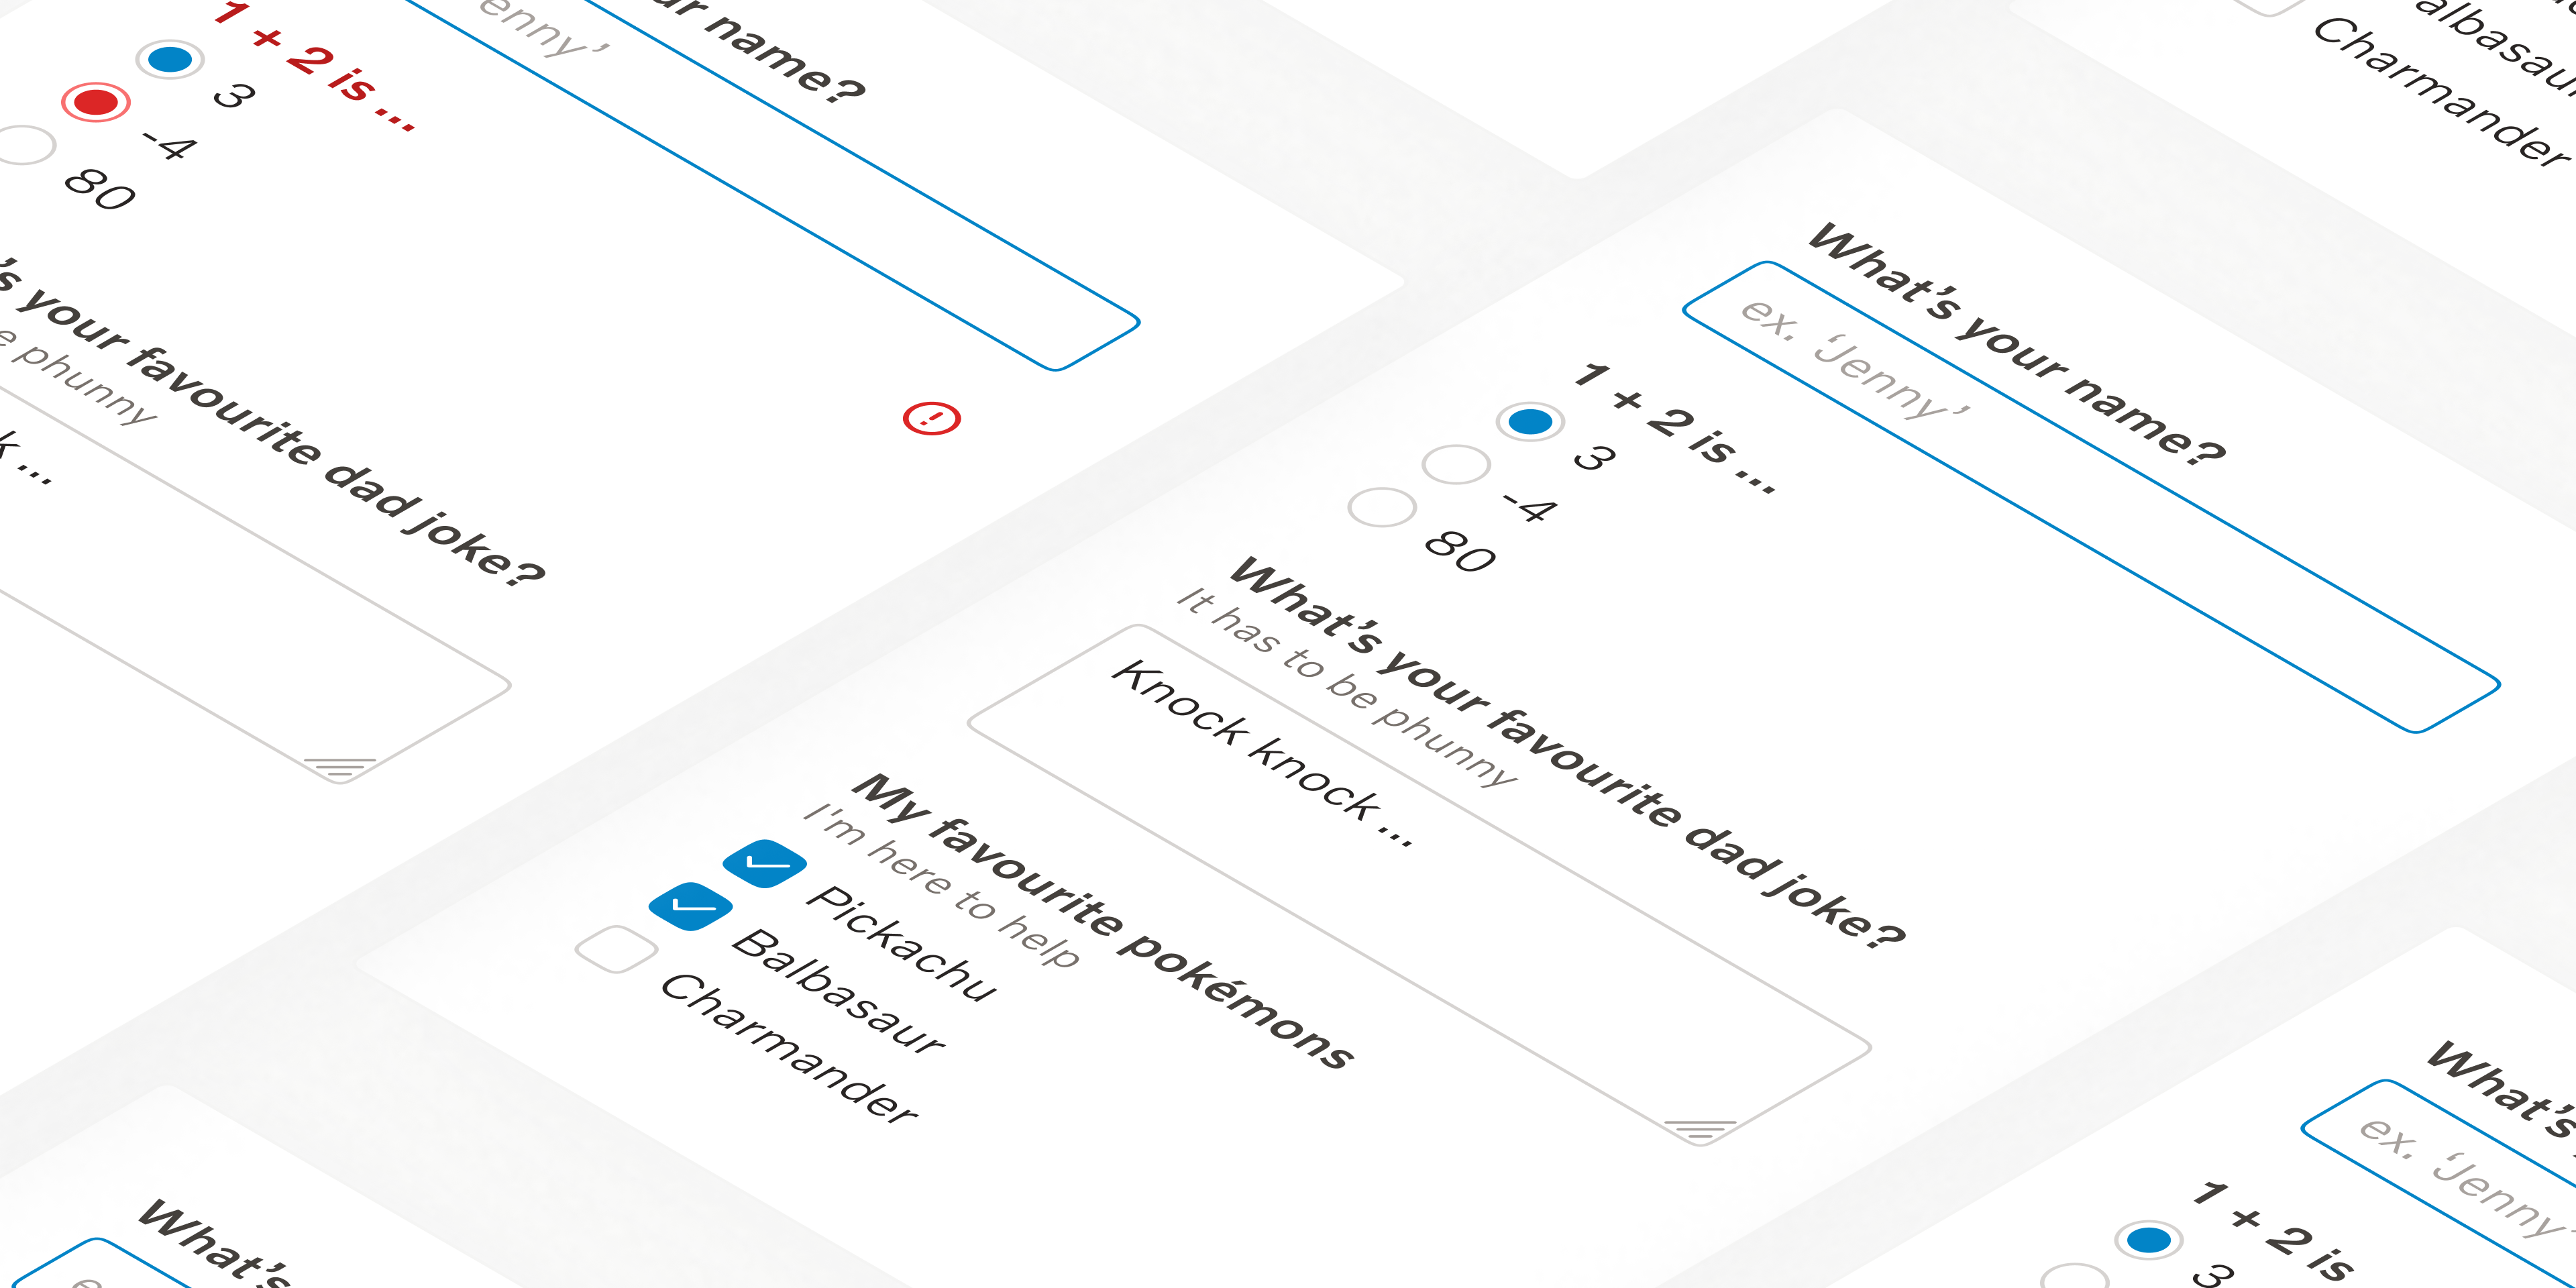 1 + 2 is ...
3
-4
80
enny’
ur name?
’s your favourite dad joke?
e phunny
k ...
What’s your name?
ex. ‘Jenny’
1 + 2 is ...
3
-4
80
What’s your favourite dad joke?
It has to be phunny
Knock knock ...
My favourite pokémons
I'm here to help
Pickachu
Balbasaur
Charmander
albasaur
Charmander
What’s
What’s
ex. ‘Jenny’
1 + 2 is
3